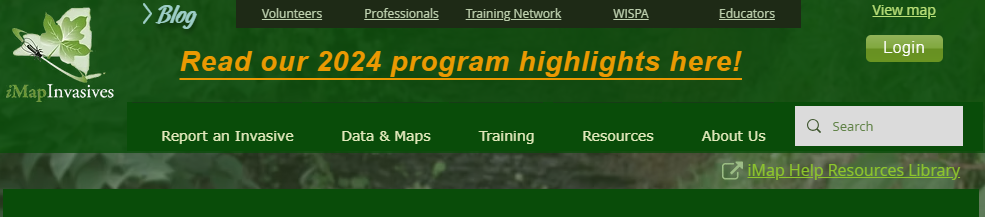 Blog
Volunteers
Professionals
Training Network
WISPA
Educators
View map
Login
Read our 2024 program highlights here!
iMapInvasives
Report an Invasive
Data & Maps
Training
Resources
About Us
Search
iMap Help Resources Library